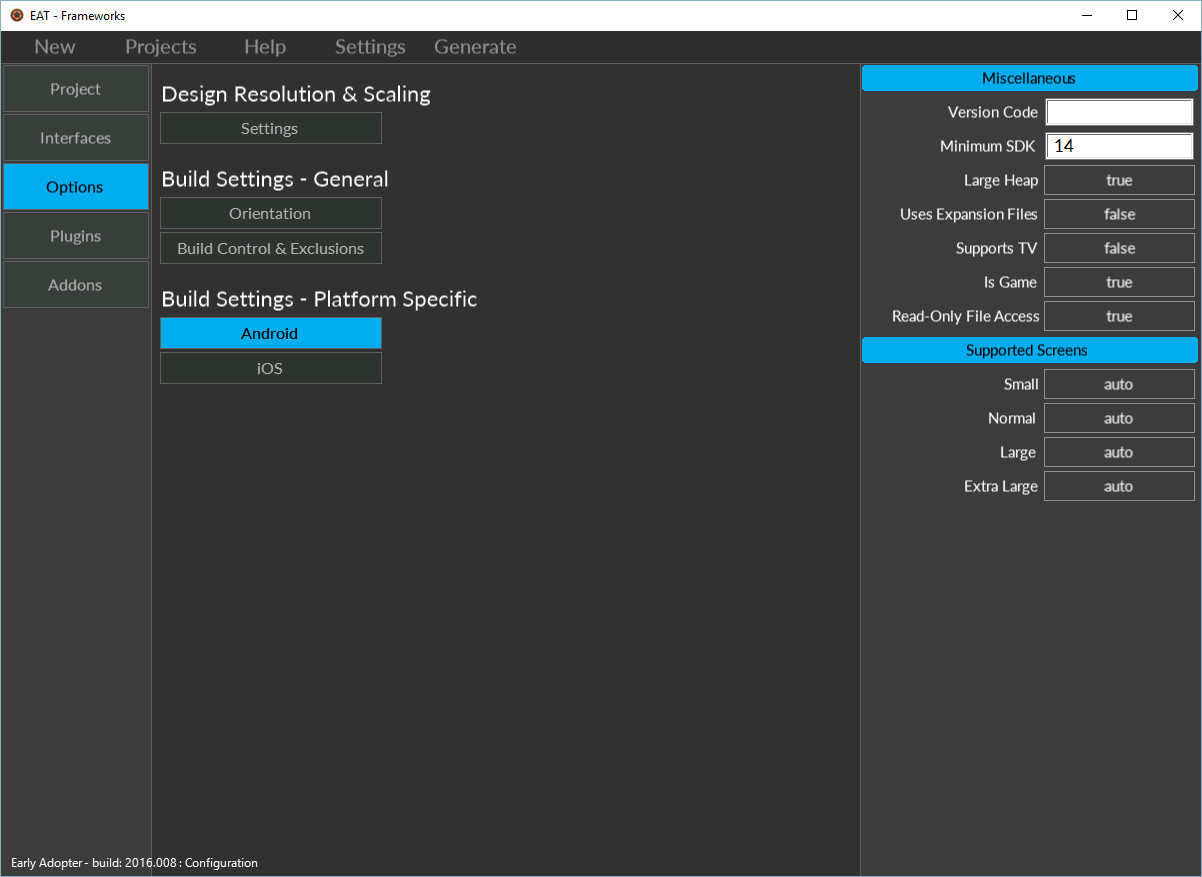 EAT - Frameworks
New Projects Help Settings Generate
Project
Interfaces
Options
Plugins
Addons
Design Resolution & Scaling
Settings
Build Settings - General
Orientation
Build Control & Exclusions
Build Settings - Platform Specific
Android
iOS
Miscellaneous
Version Code
Minimum SDK 14
Large Heap true
Uses Expansion Files false
Supports TV false
Is Game true
Read-Only File Access true
Supported Screens
Small auto
Normal auto
Large auto
Extra Large auto
Early Adopter - build: 2016.008 : Configuration